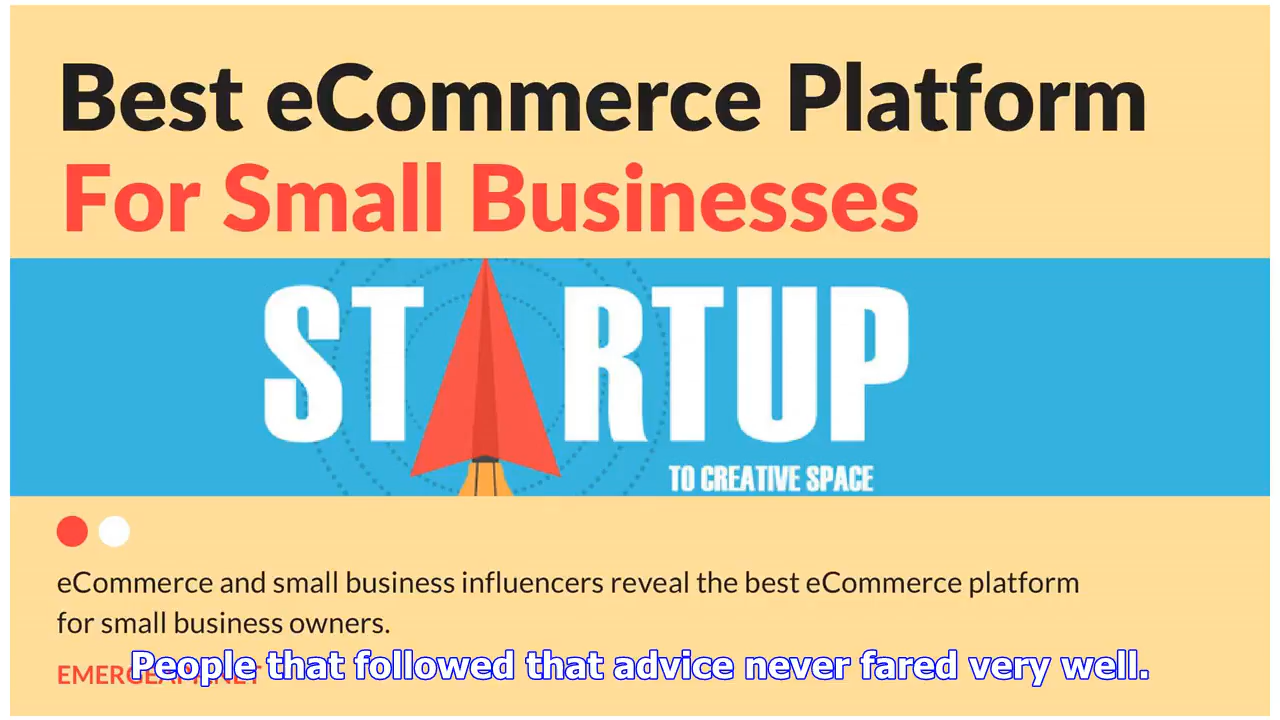 Best eCommerce Platform
For Small Businesses
STARTUP
TO CREATIVE SPACE
eCommerce and small business influencers reveal the best eCommerce platform
for small business owners.
People that followed that advice never fared very well.